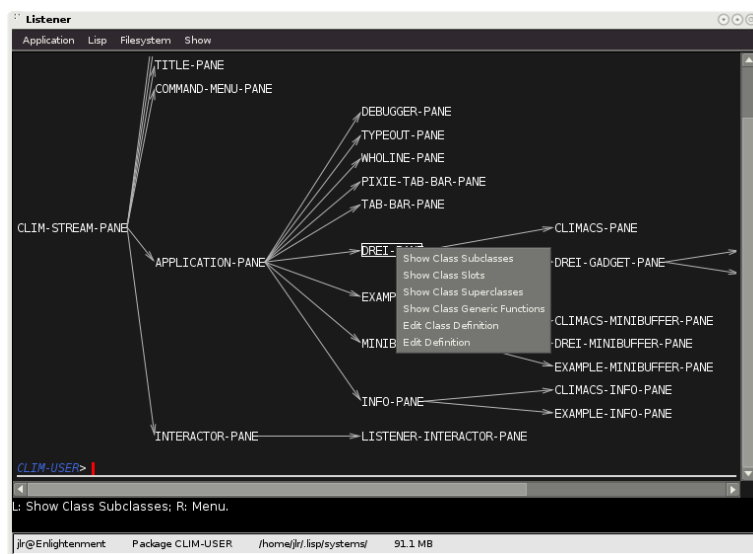 Listener
Application Lisp Filesystem Show
TITLE-PANE
COMMAND-MENU-PANE
DEBUGGER-PANE
TYPEOUT-PANE
WHOLINE-PANE
PIXIE-TAB-BAR-PANE
TAB-BAR-PANE
CLIM-STREAM-PANE
CLIMACS-PANE
DREI-PANE
Show Class Subclasses
APPLICATION-PANE
DREI-GADGET-PANE
Show Class Slots
Show Class Superclasses
EXAMP
Show Class Generic Functions
CLIMACS-MINIBUFFER-PANE
Edit Class Definition
MINIB
Edit Definition
DREI-MINIBUFFER-PANE
EXAMPLE-MINIBUFFER-PANE
CLIMACS-INFO-PANE
INFO-PANE
EXAMPLE-INFO-PANE
INTERACTOR-PANE LISTENER-INTERACTOR-PANE
CLIM-USER>
L: Show Class Subclasses; R: Menu.
jlr@Enlightenment Package CLIM-USER /home/jlr/.lisp/systems/ 91.1 MB